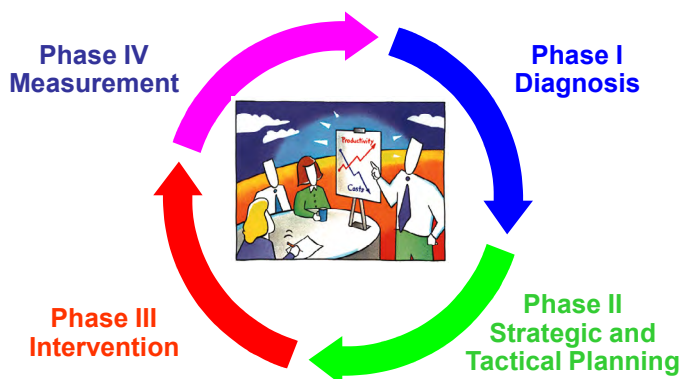 Phase IV
Measurement
Phase I
Diagnosis
Productivity
Costs
Phase III
Intervention
Phase II
Strategic and
Tactical Planning